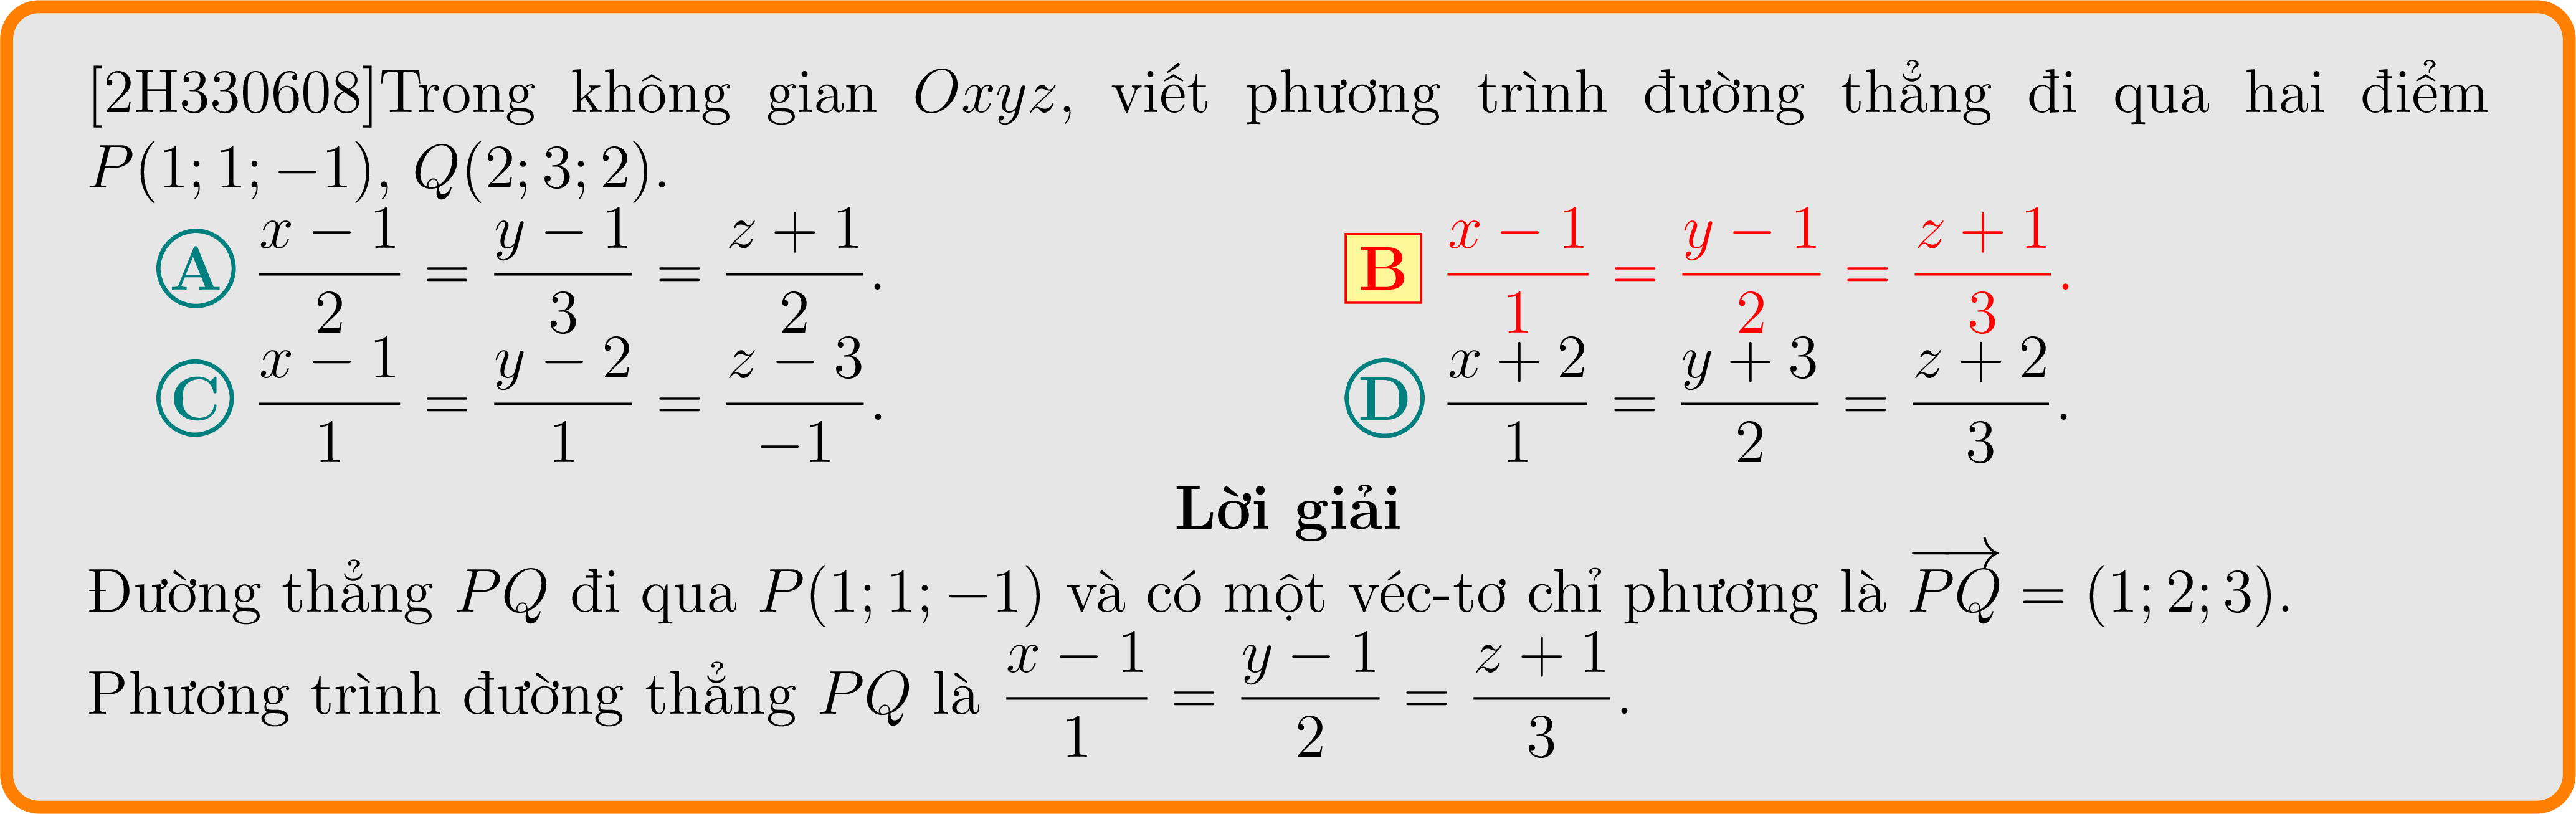 [2H330608]Trong không gian Oxyz, viết phương trình đường thẳng đi qua hai điểm
P(1; 1; −1), Q(2; 3; 2).
A $\frac{x-1}{2} = \frac{y-1}{3} = \frac{z+1}{2}$. B $\frac{x-1}{1} = \frac{y-1}{2} = \frac{z+1}{3}$.
C $\frac{x-1}{1} = \frac{y-2}{1} = \frac{z-3}{-1}$. D $\frac{x+2}{1} = \frac{y+3}{2} = \frac{z+2}{3}$.
Lời giải
Đường thẳng PQ đi qua P(1; 1; −1) và có một véc-tơ chỉ phương là $\overrightarrow{PQ}$ = (1; 2; 3).
Phương trình đường thẳng PQ là $\frac{x-1}{1} = \frac{y-1}{2} = \frac{z+1}{3}$.